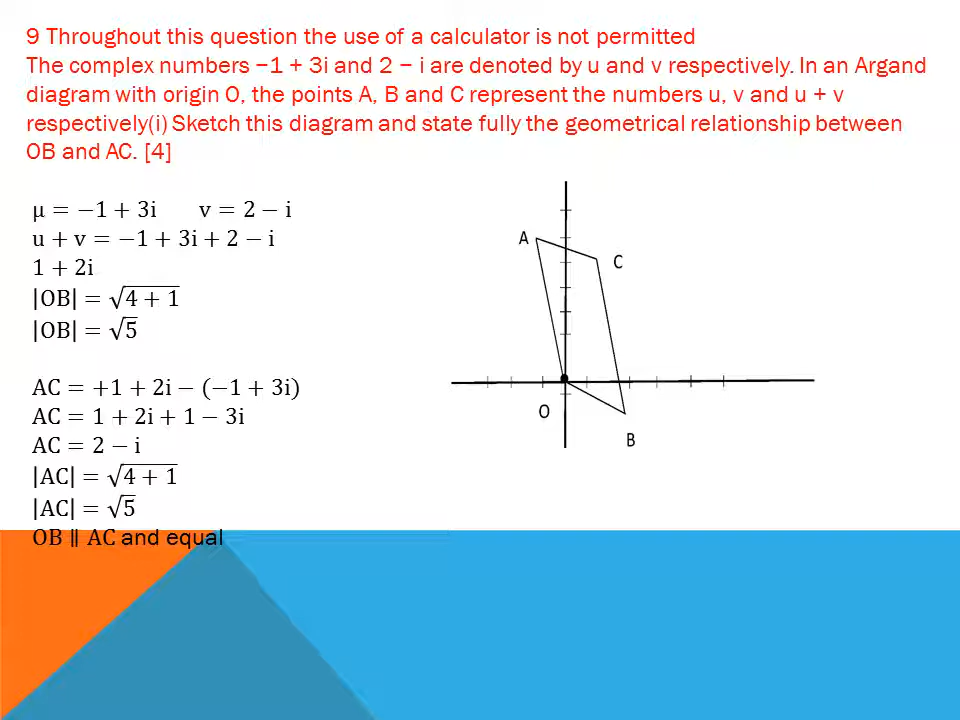 9 Throughout this question the use of a calculator is not permitted
The complex numbers −1 + 3i and 2 − i are denoted by u and v respectively. In an Argand
diagram with origin O, the points A, B and C represent the numbers u, v and u + v
respectively(i) Sketch this diagram and state fully the geometrical relationship between
OB and AC. [4]
μ = −1 + 3i v = 2 − i
u + v = −1 + 3i + 2 − i
1 + 2i
|OB| = √4 + 1
|OB| = √5
AC = +1 + 2i − (−1 + 3i)
AC = 1 + 2i + 1 − 3i
AC = 2 − i
|AC| = √4 + 1
|AC| = √5
OB ∥ AC and equal
A
C
O
B